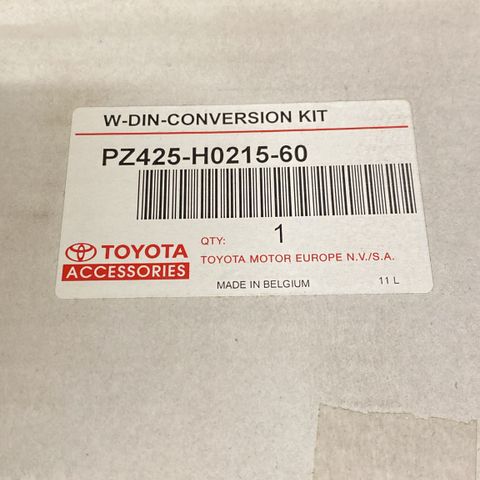 W-DIN-CONVERSION KIT
PZ425-H0215-60
QTY: 1
TOYOTA
ACCESSORIES
TOYOTA MOTOR EUROPE N.V./S.A.
MADE IN BELGIUM 11 L